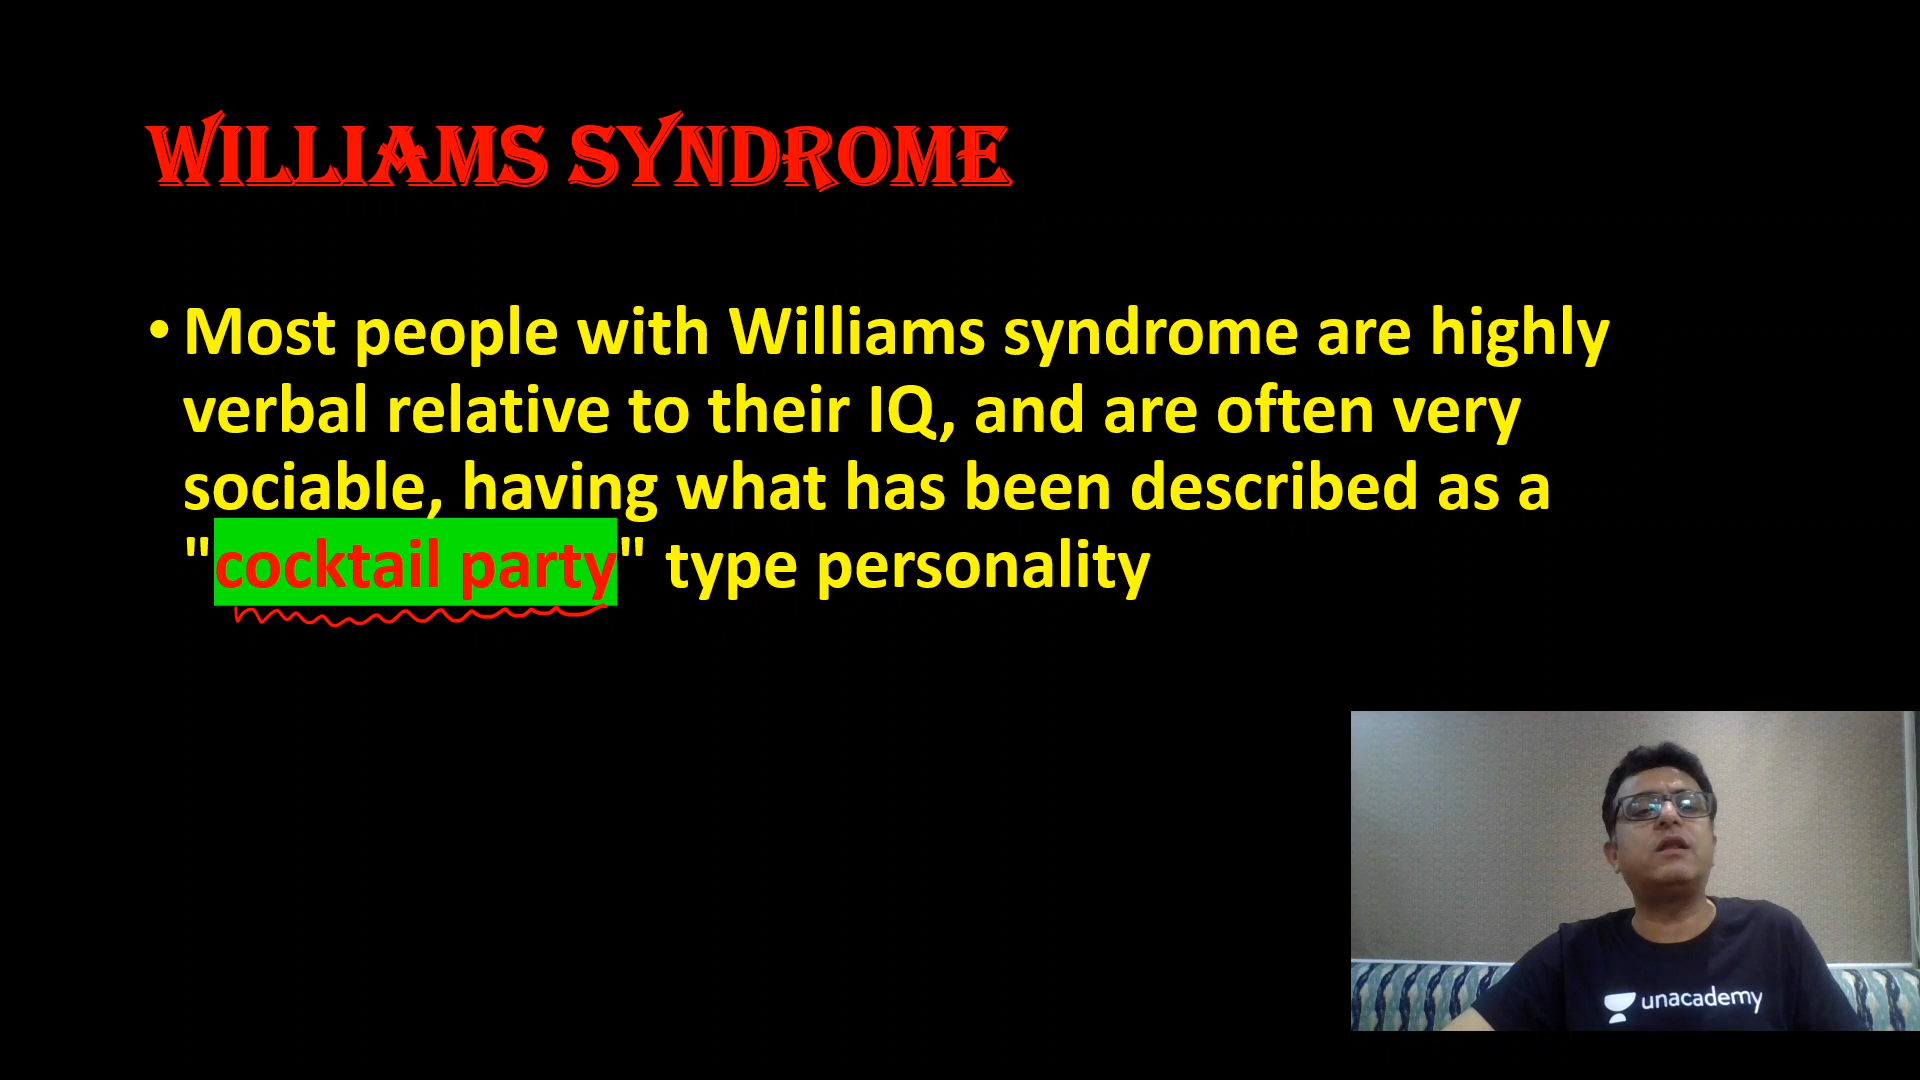 WILLIAMS SYNDROME
• Most people with Williams syndrome are highly
verbal relative to their IQ, and are often very
sociable, having what has been described as a
"cocktail party" type personality
unacademy